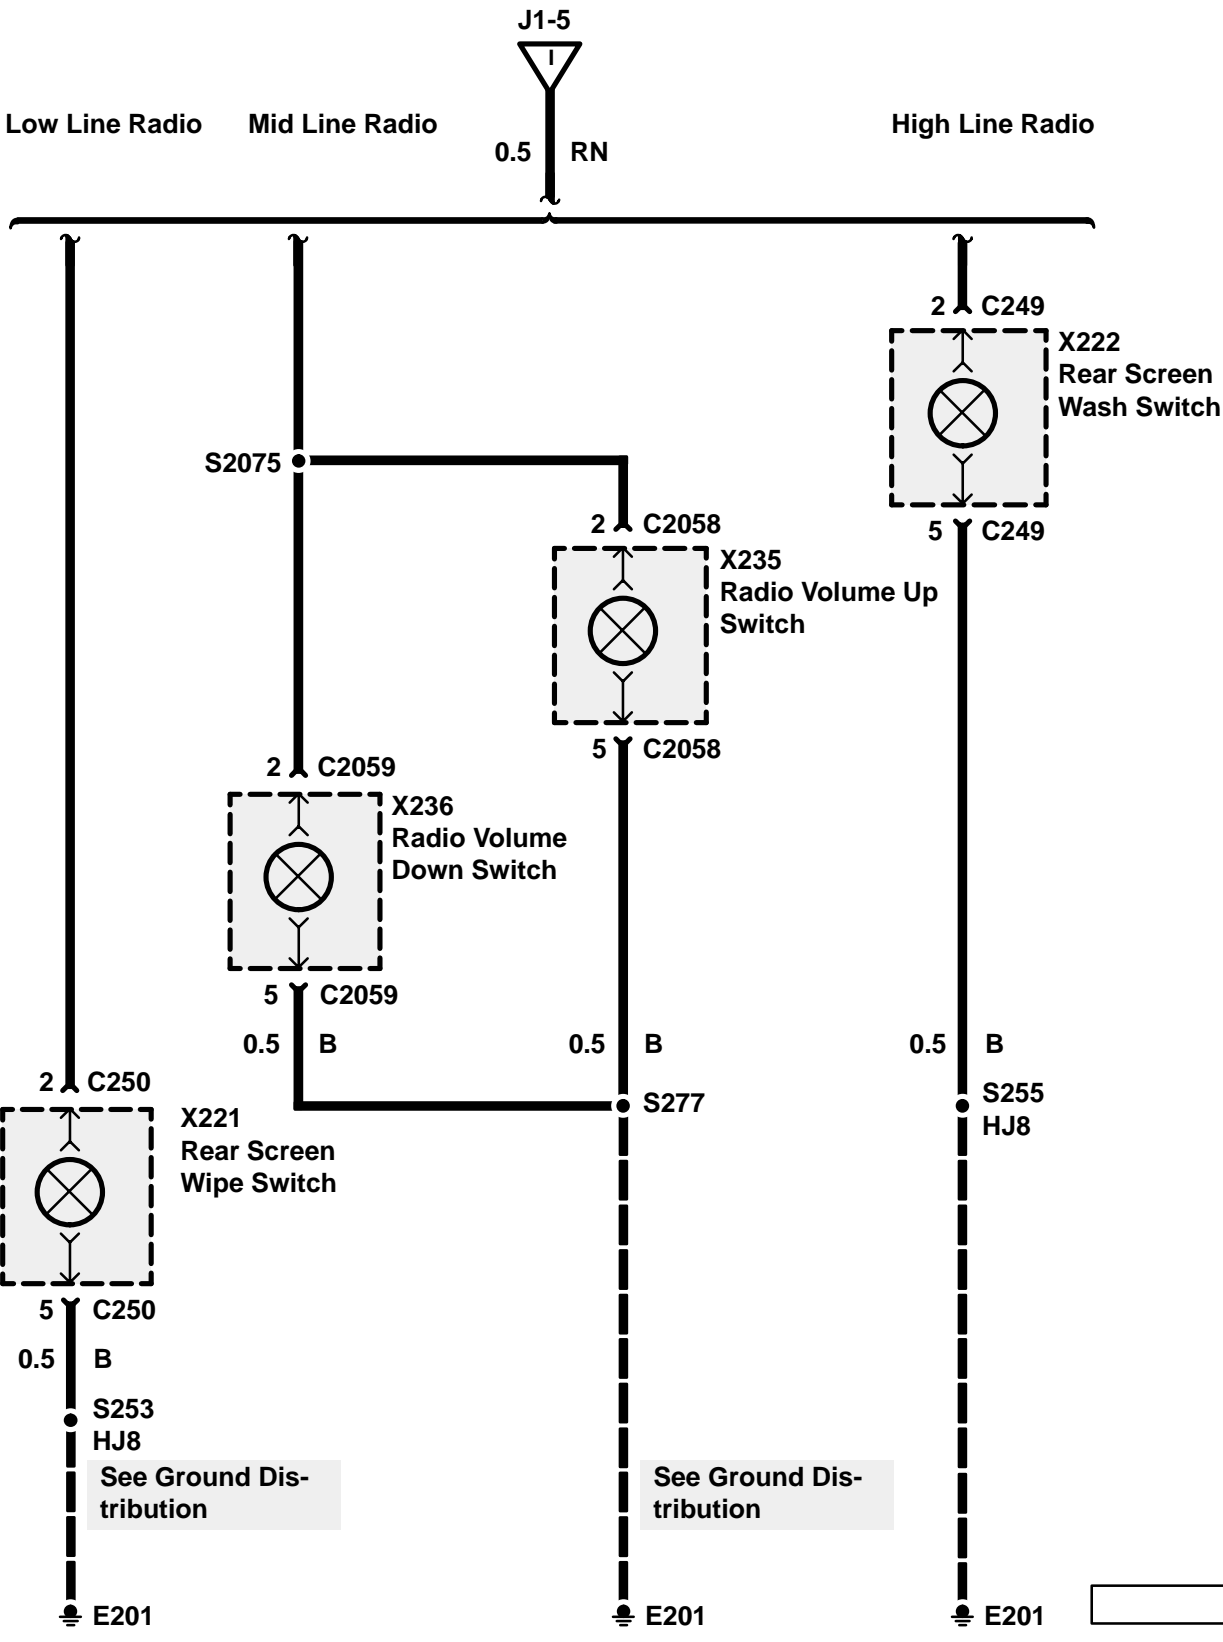 J1-5
I
Low Line Radio
Mid Line Radio
High Line Radio
0.5 RN
2 C249
X222
Rear Screen
Wash Switch
S2075
2 C2058
5 C249
X235
Radio Volume Up
Switch
5 C2058
2 C2059
X236
Radio Volume
Down Switch
5 C2059
0.5 B
0.5 B
0.5 B
2 C250
S277
S255
HJ8
X221
Rear Screen
Wipe Switch
5 C250
0.5 B
S253
HJ8
See Ground Dis-
tribution
See Ground Dis-
tribution
E201
E201
E201